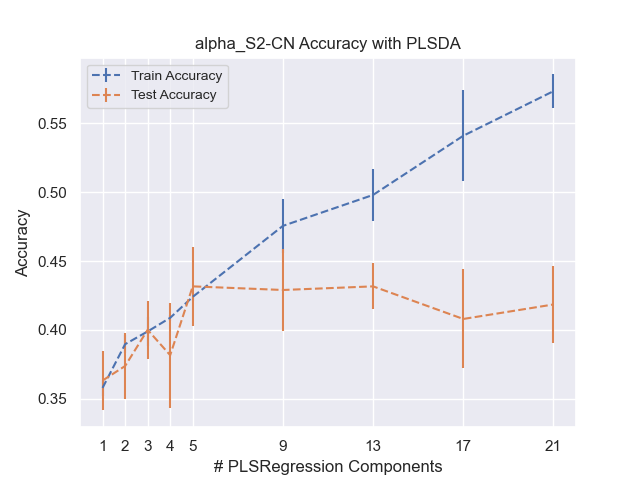 alpha_S2-CN Accuracy with PLSDA
Train Accuracy
Test Accuracy
0.55
0.50
0.45
0.40
0.35
Accuracy
1 2 3 4 5 9 13 17 21
# PLSRegression Components